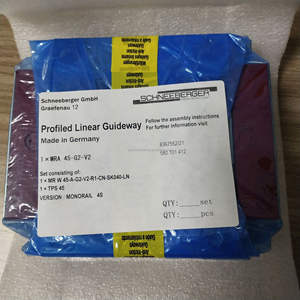 Schneeberger GmbH
Graefenau 12
SCHNEEBERGER
Profiled Linear Guideway
Made in Germany
Follow the assembly instructions
For further information visit:
1 x MRA 45-G2-V2
Set consisting of:
1 x MR W 45-A-G2-V2-R1-CN-SK040-LN
1 x TPS 45
VERSION : MONORAIL 45
QTY: set
QTY: pcs